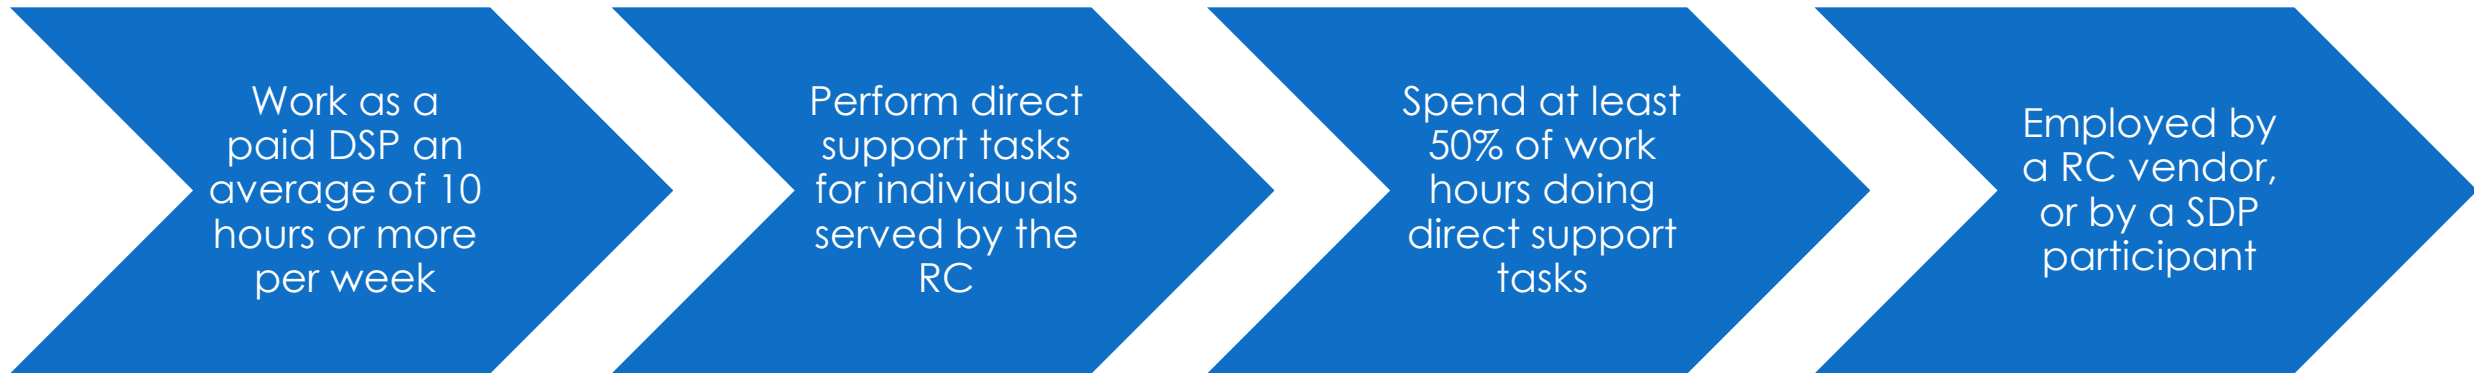 Work as a
paid DSP an
average of 10
hours or more
per week
Perform direct
support tasks
for individuals
served by the
RC
Spend at least
50% of work
hours doing
direct support
tasks
Employed by
a RC vendor,
or by a SDP
participant